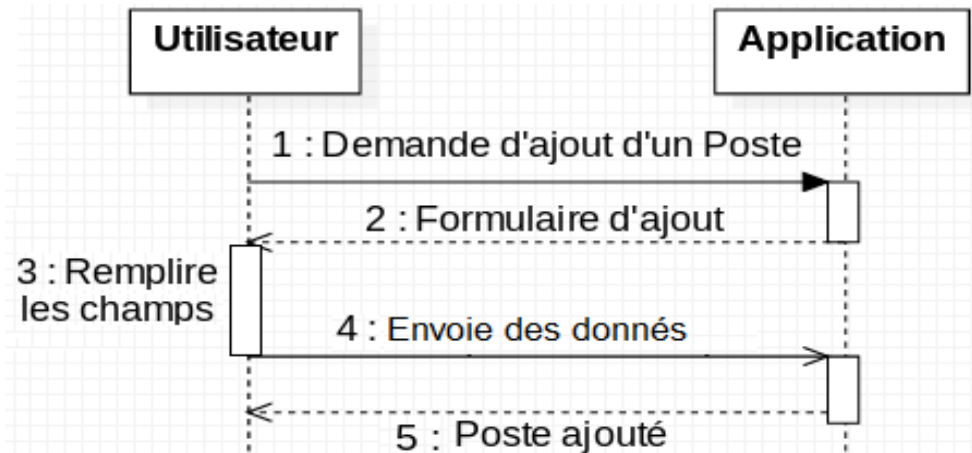 Utilisateur
Application
1 : Demande d'ajout d'un Poste
2 : Formulaire d'ajout
3 : Remplire
les champs
4 : Envoie des donnés
5 : Poste ajouté